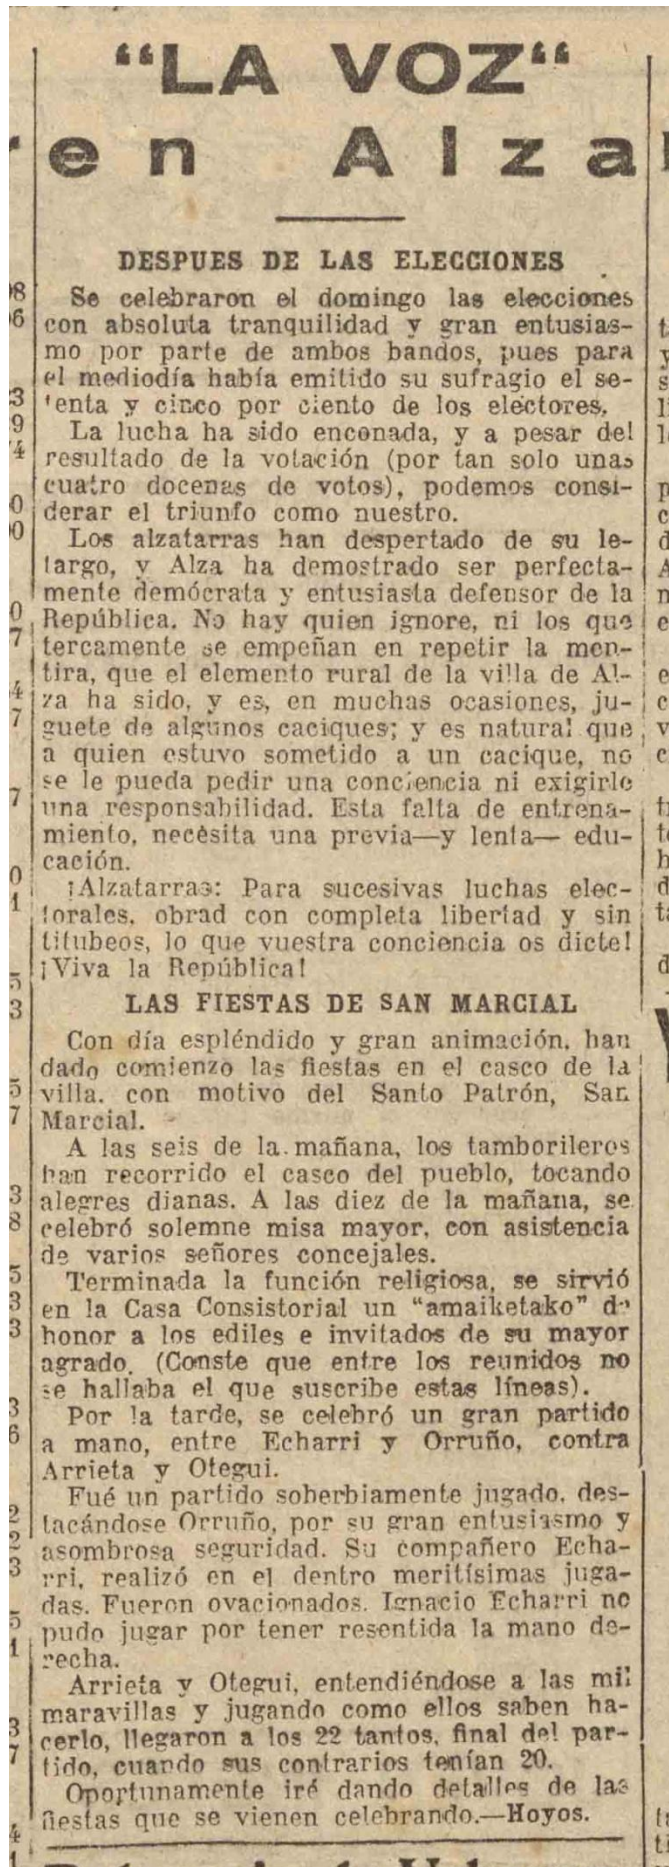 “LA VOZ“
en Alza
DESPUES DE LAS ELECCIONES
Se celebraron el domingo las elecciones
con absoluta tranquilidad y gran entusias-
mo por parte de ambos bandos, pues para
el mediodía había emitido su sufragio el se-
tenta y cinco por ciento de los electores.
La lucha ha sido enconada, y a pesar del
resultado de la votación (por tan solo unas
cuatro docenas de votos), podemos consi-
derar el triunfo como nuestro.
Los alzatarras han despertado de su le-
targo, y Alza ha demostrado ser perfecta-
mente demócrata y entusiasta defensor de la
República. No hay quien ignore, ni los que
tercamente se empeñan en repetir la men-
tira, que el elemento rural de la villa de Al-
za ha sido, y es, en muchas ocasiones, ju-
guete de algunos caciques; y es natural que
a quien estuvo sometido a un cacique, no
se le pueda pedir una conciencia ni exigirle
una responsabilidad. Esta falta de entrena-
miento, necèsita una previa—y lenta— edu-
cación.
¡Alzatarras: Para sucesivas luchas elec-
torales, obrad con completa libertad y sin
titubeos, lo que vuestra conciencia os dicte!
¡Viva la República!
LAS FIESTAS DE SAN MARCIAL
Con día espléndido y gran animación, han
dado comienzo las fiestas en el casco de la
villa, con motivo del Santo Patrón, San
Marcial.
A las seis de la mañana, los tamborileros
han recorrido el casco del pueblo, tocando
alegres dianas. A las diez de la mañana, se
celebró solemne misa mayor, con asistencia
de varios señores concejales.
Terminada la función religiosa, se sirvió
en la Casa Consistorial un “amaiketako” de
honor a los ediles e invitados de su mayor
agrado. (Conste que entre los reunidos no
se hallaba el que suscribe estas líneas).
Por la tarde, se celebró un gran partido
a mano, entre Echarri y Orruño, contra
Arrieta y Otegui.
Fué un partido soberbiamente jugado, des-
tacándose Orruño, por su gran entusiasmo y
asombrosa seguridad. Su compañero Echa-
rri, realizó en el dentro meritísimas juga-
das. Fueron ovacionados. Ignacio Echarri no
pudo jugar por tener resentida la mano de-
recha.
Arrieta y Otegui, entendiéndose a las mil
maravillas y jugando como ellos saben ha-
cerlo, llegaron a los 22 tantos, final del par-
tido, cuando sus contrarios tenían 20.
Oportunamente iré dando detalles de las
fiestas que se vienen celebrando.—Hoyos.